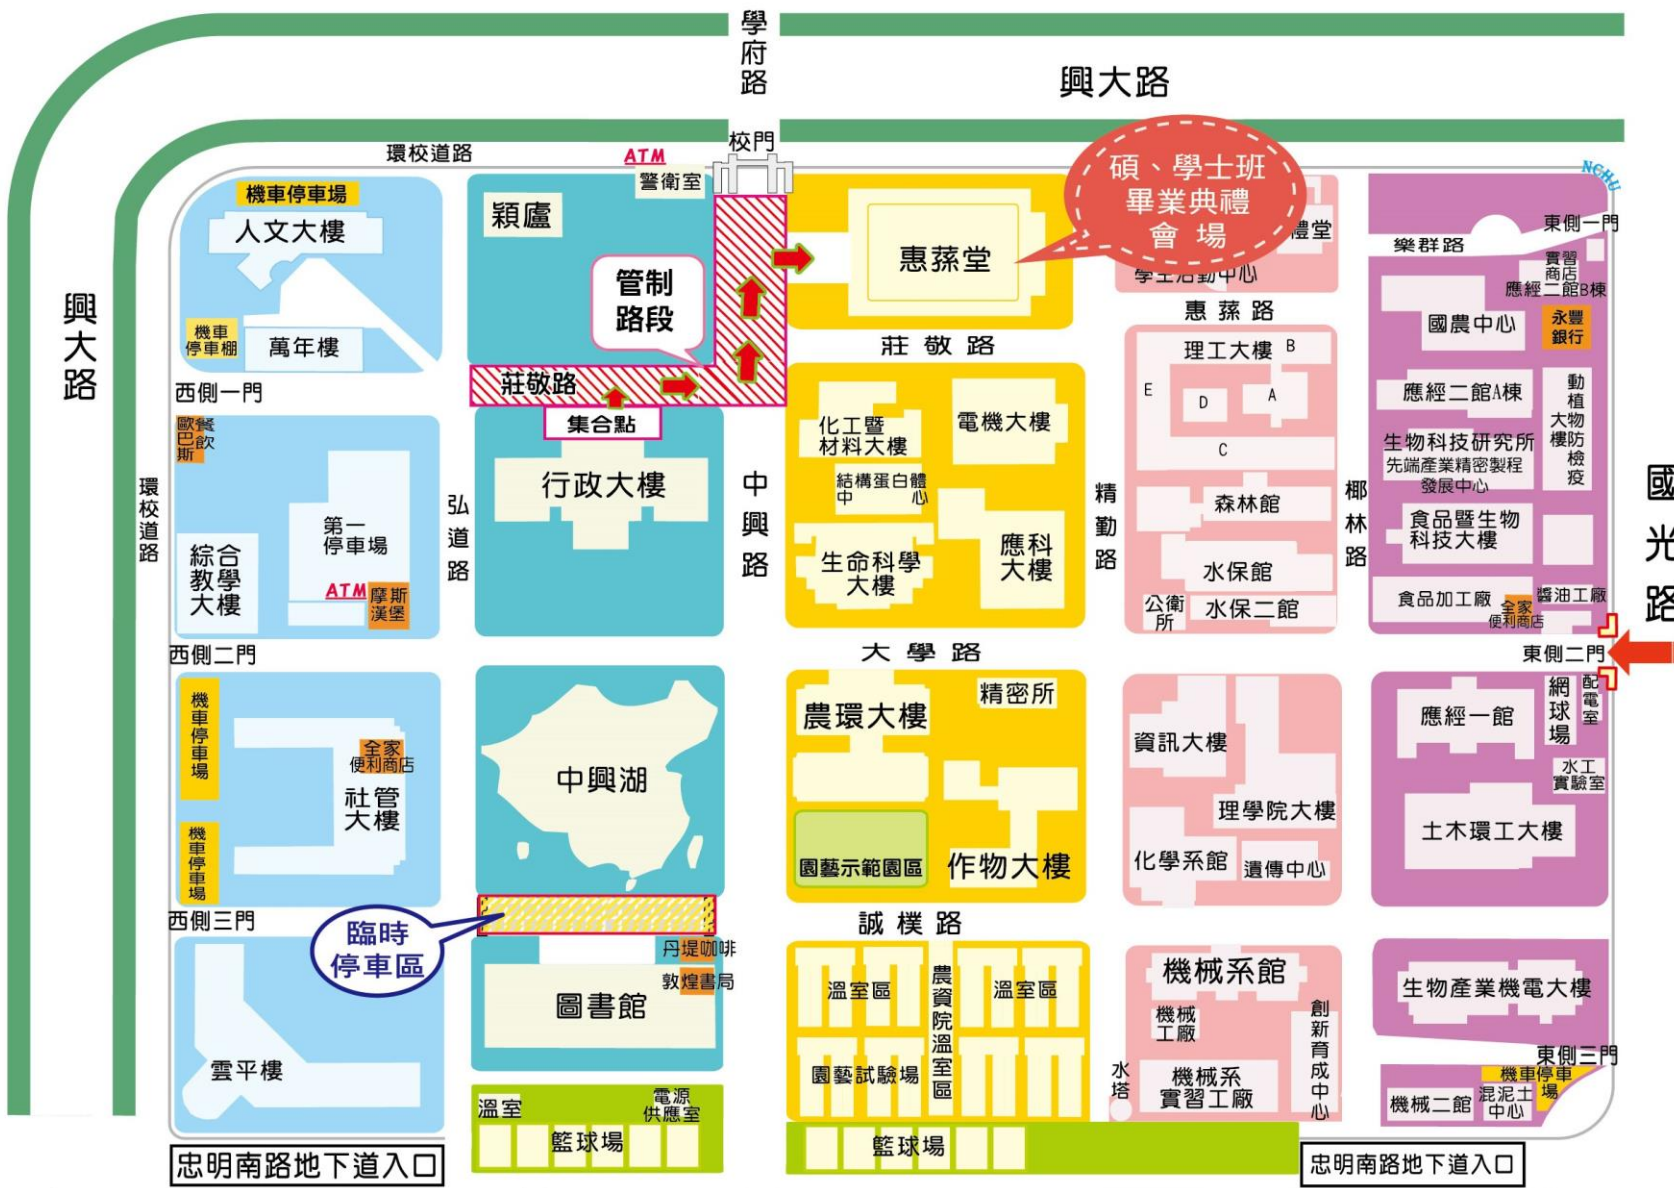 學府路
興大路
校門
環校道路
ATM
警衛室
碩、學士班
畢業典禮
會 場
NCHU
機車停車場
人文大樓
穎廬
惠蓀堂
禮堂
學生活動中心
東側一門
樂群路
實習
商店
應經二館B棟
管制
路段
興大路
機車
停車棚
萬年樓
惠蓀路
國農中心
永豐
銀行
莊敬路
理工大樓
B
E
D
A
C
西側一門
莊敬路
集合點
應經二館A棟
動植物防檢疫
大樓
歐巴斯
餐飲
化工暨
材料大樓
電機大樓
生物科技研究所
先端產業精密製程
發展中心
行政大樓
結構蛋白體
中心
森林館
環校道路
弘道路
中興路
精勤路
椰林路
國光路
第一
停車場
綜合
教學
大樓
ATM
摩斯
漢堡
生命科學
大樓
應科
大樓
食品暨生物
科技大樓
水保館
公衛
所
水保二館
食品加工廠
全家
便利商店
醬油工廠
西側二門
大學路
東側二門
機車停車場
農環大樓
精密所
資訊大樓
應經一館
網球場
配電室
全家
便利商店
社管
大樓
中興湖
水工
實驗室
理學院大樓
土木環工大樓
機車停車場
園藝示範園區
作物大樓
化學系館
遺傳中心
西側三門
臨時
停車區
誠樸路
丹堤咖啡
敦煌書局
圖書館
溫室區
農資院溫室區
溫室區
機械系館
機械
工廠
創新育成中心
生物產業機電大樓
雲平樓
園藝試驗場
水塔
機械系
實習工廠
東側三門
機車停車
場
機械二館
混泥土
中心
溫室
電源
供應室
籃球場
籃球場
忠明南路地下道入口
忠明南路地下道入口